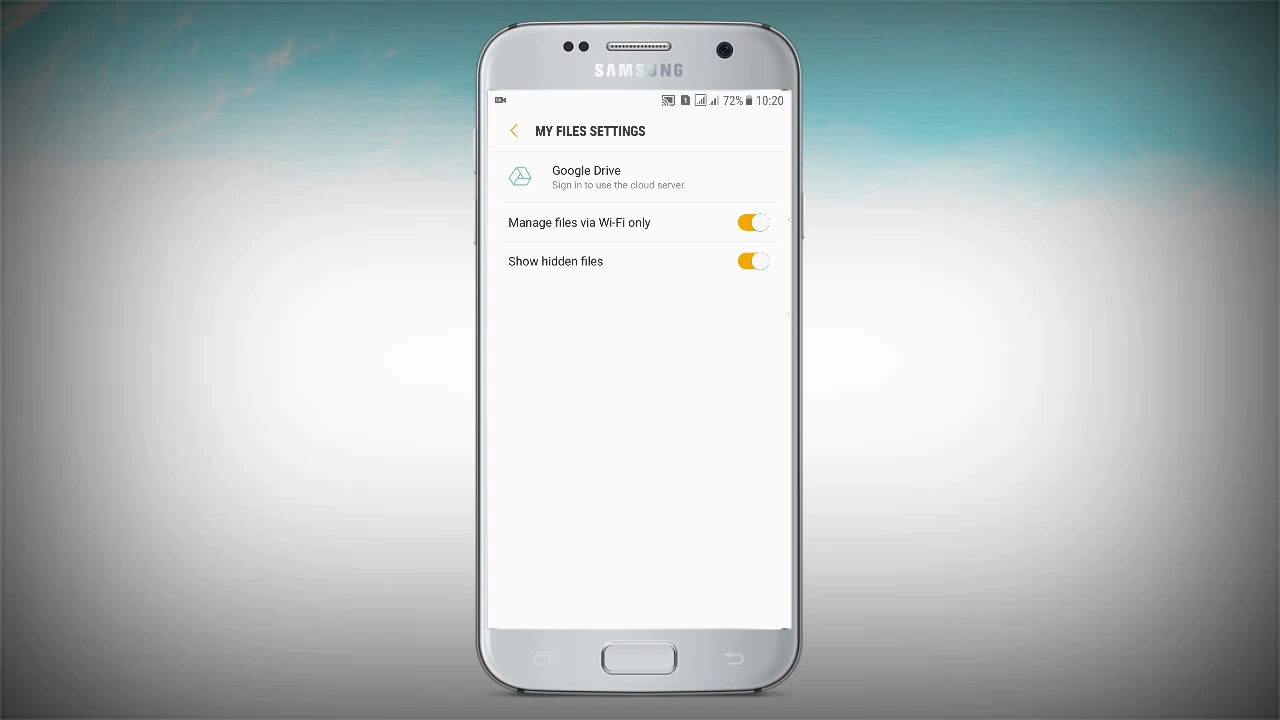 SAMSUNG
72% 10:20
MY FILES SETTINGS
Google Drive
Sign in to use the cloud server.
Manage files via Wi-Fi only
Show hidden files